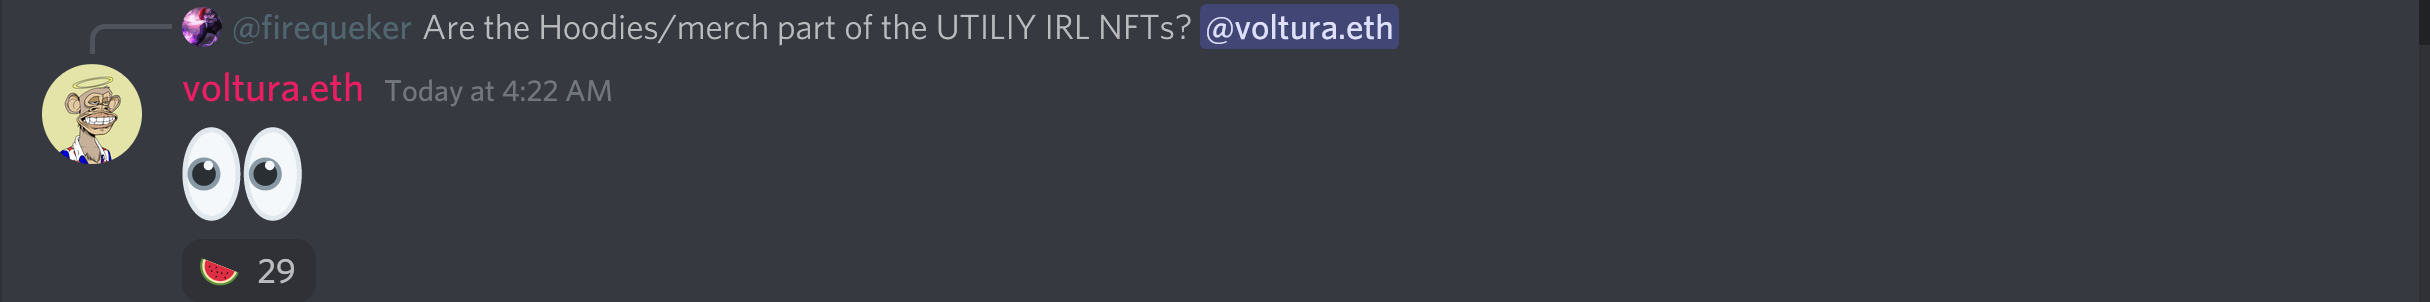 @firequeker Are the Hoodies/merch part of the UTILIY IRL NFTs? @voltura.eth
voltura.eth Today at 4:22 AM
29